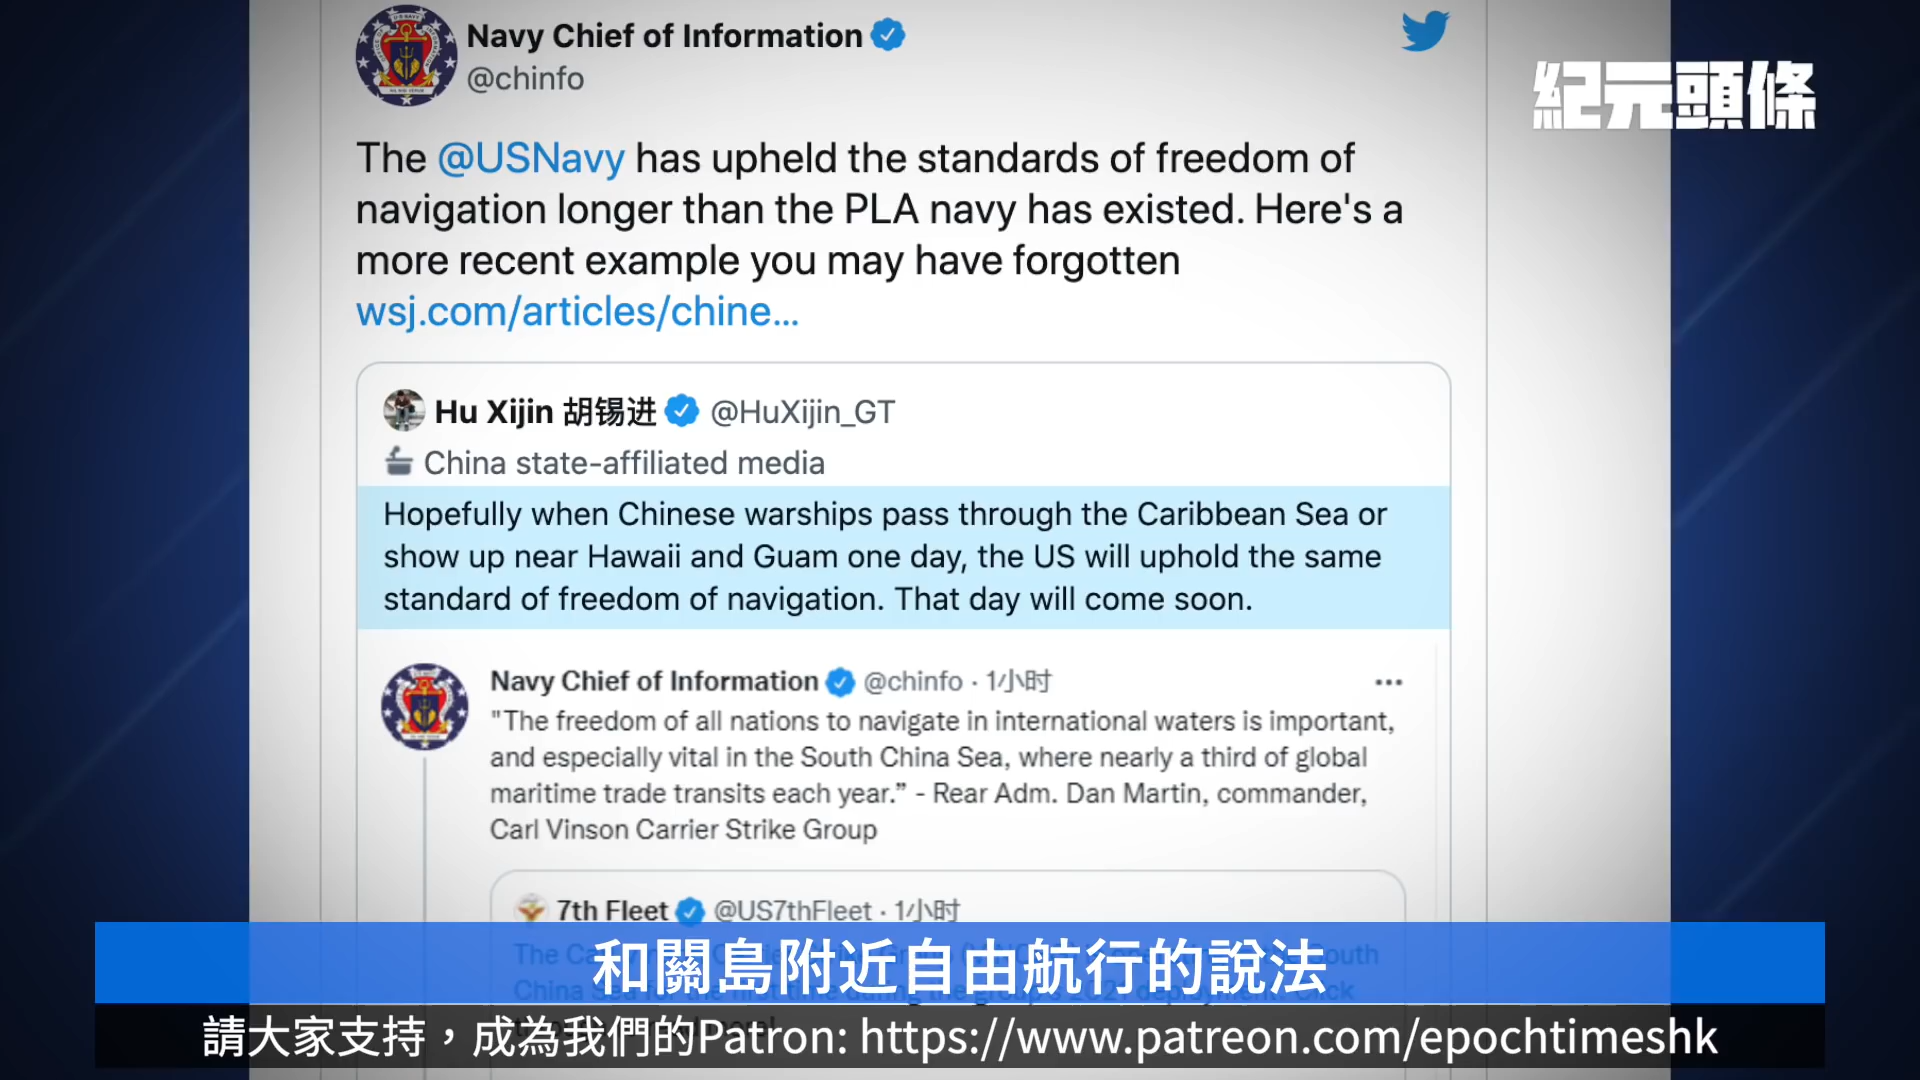 Navy Chief of Information
@chinfo
紀元頭條
The @USNavy has upheld the standards of freedom of
navigation longer than the PLA navy has existed. Here's a
more recent example you may have forgotten
wsj.com/articles/chine...
Hu Xijin 胡锡进 @HuXijin_GT
China state-affiliated media
Hopefully when Chinese warships pass through the Caribbean Sea or
show up near Hawaii and Guam one day, the US will uphold the same
standard of freedom of navigation. That day will come soon.
Navy Chief of Information @chinfo · 1小时
"The freedom of all nations to navigate in international waters is important,
and especially vital in the South China Sea, where nearly a third of global
maritime trade transits each year.” - Rear Adm. Dan Martin, commander,
Carl Vinson Carrier Strike Group
7th Fleet @US7thFleet · 1小时
和關島附近自由航行的說法
請大家支持，成為我們的Patron: https://www.patreon.com/epochtimeshk